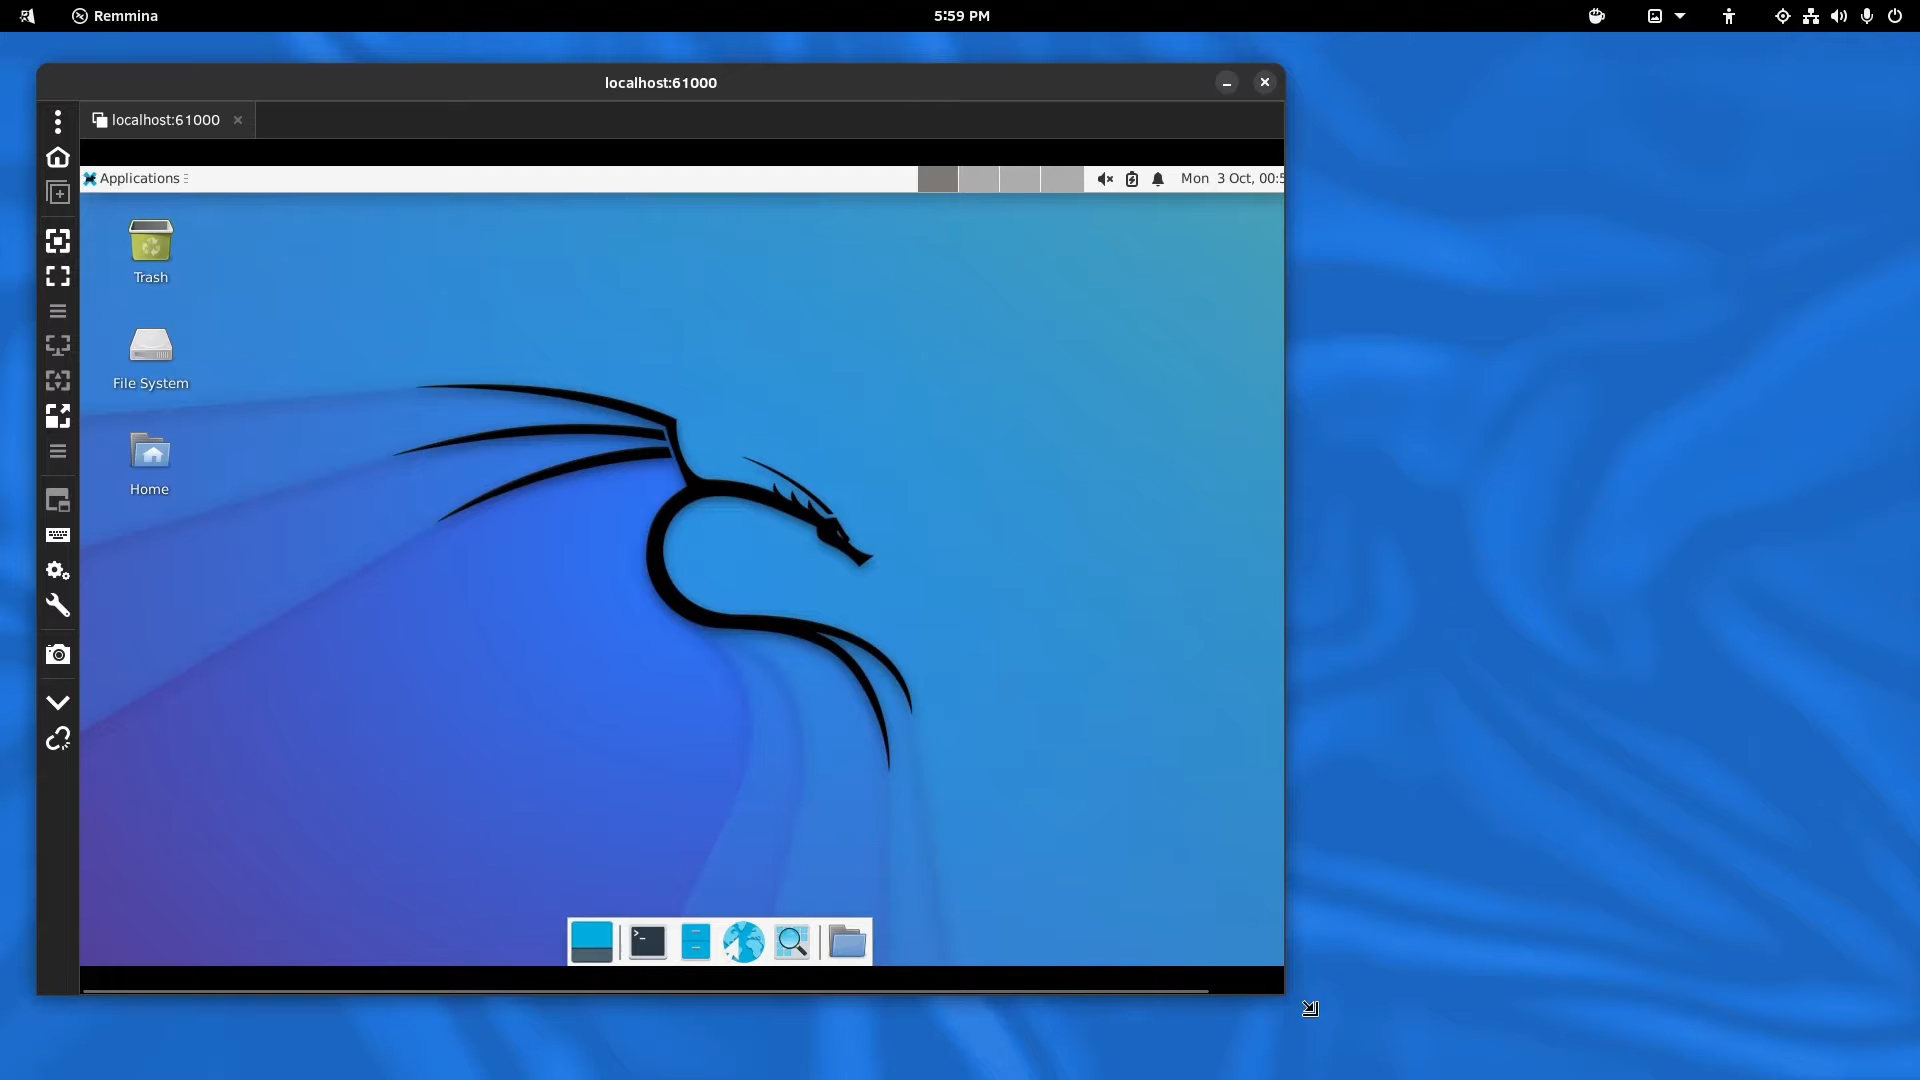 Remmina
5:59 PM
localhost:61000
localhost:61000
Applications
Mon 3 Oct, 00:5
Trash
File System
Home